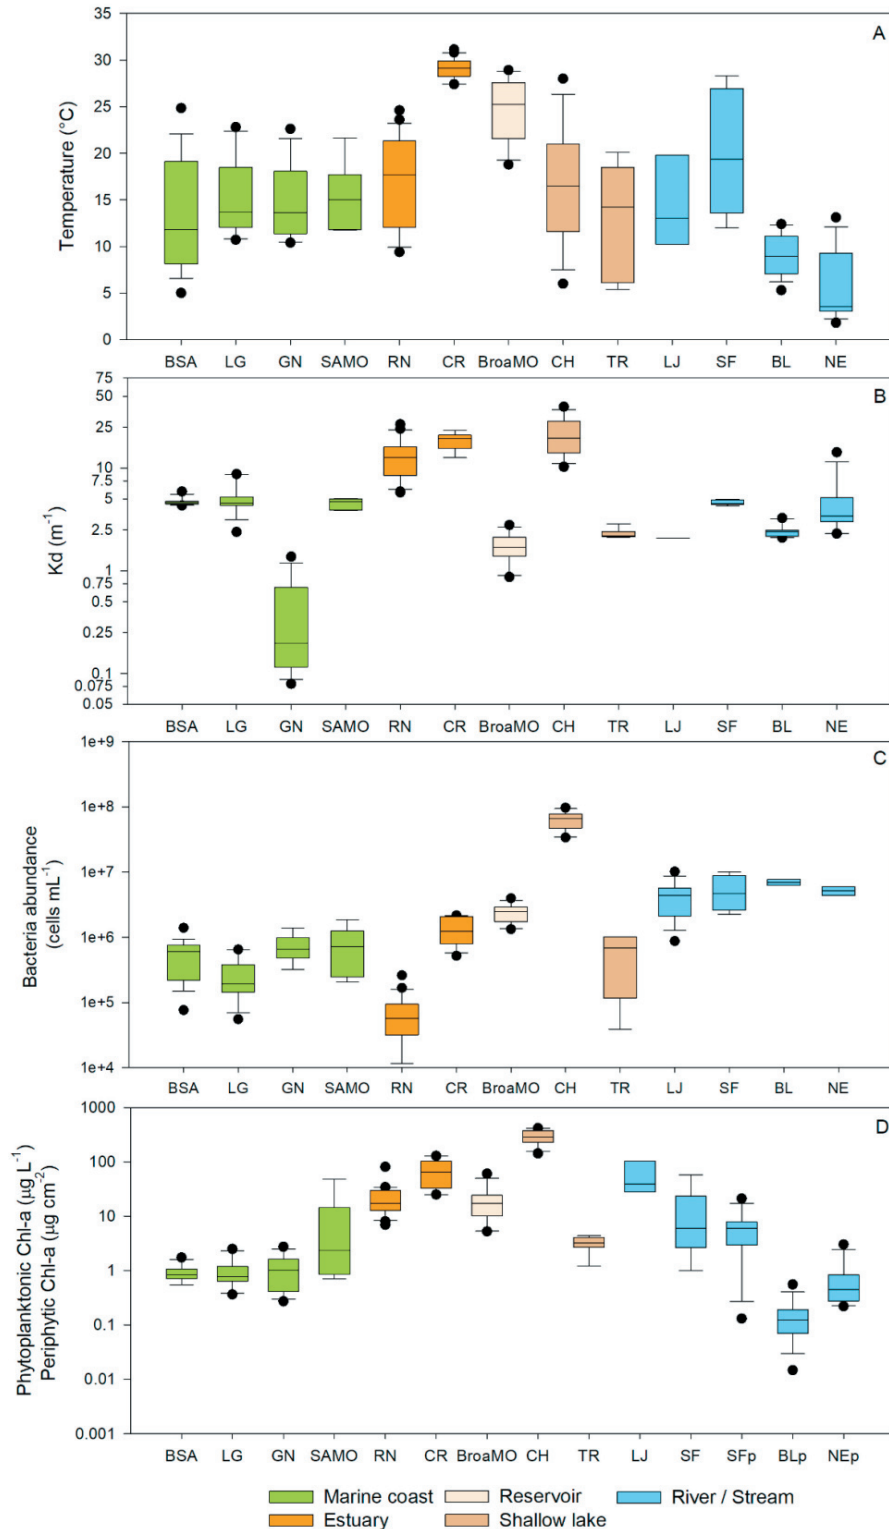 A
35
30
25
20
15
10
5
0
Temperature (°C)
BSA LG GN SAMO RN CR BroaMO CH TR LJ SF BL NE
B
75
50
25
10
7.5
5
2.5
1
0.75
0.5
0.25
0.1
0.075
0.05
Kd (m⁻¹)
BSA LG GN SAMO RN CR BroaMO CH TR LJ SF BL NE
C
1e+9
1e+8
1e+7
1e+6
1e+5
1e+4
Bacteria abundance
(cells mL⁻¹)
BSA LG GN SAMO RN CR BroaMO CH TR LJ SF BL NE
D
1000
100
10
1
0.1
0.01
0.001
Phytoplanktonic Chl-a (µg L⁻¹)
Periphytic Chl-a (µg cm⁻²)
BSA LG GN SAMO RN CR BroaMO CH TR LJ SF SFp BLp NEp
Marine coast Reservoir River / Stream
Estuary Shallow lake